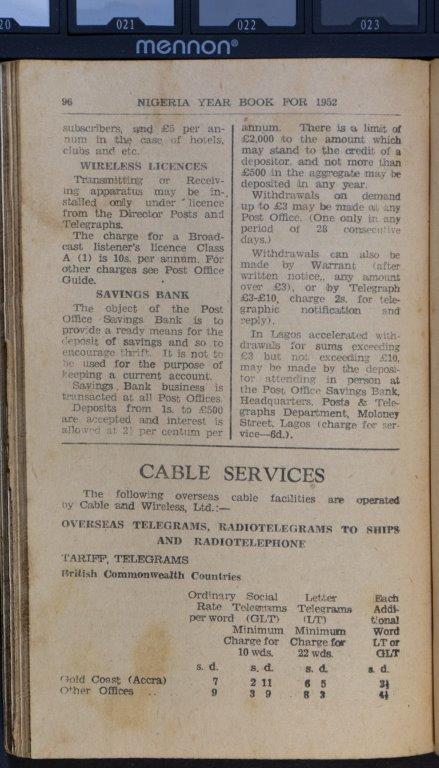 20
021
022
023
mennon®
96 NIGERIA YEAR BOOK FOR 1952
subscribers, and £5 per an-
num in the case of hotels,
clubs and etc.
WIRELESS LICENCES
Transmitting or Receiv-
ing apparatus may be in-
stalled only under licence
from the Director Posts and
Telegraphs.
The charge for a Broad-
cast listener's licence Class
A (1) is 10s. per annum. For
other charges see Post Office
Guide.
SAVINGS BANK
The object of the Post
Office Savings Bank is to
provide a ready means for the
deposit of savings and so to
encourage thrift. It is not to
be used for the purpose of
keeping a current account.
Savings Bank business is
transacted at all Post Offices.
Deposits from 1s. to £500
are accepted and interest is
allowed at 2½ per centum per
annum. There is a limit of
£2,000 to the amount which
may stand to the credit of a
depositor, and not more than
£500 in the aggregate may be
deposited in any year.
Withdrawals on demand
up to £3 may be made at any
Post Office. (One only in any
period of 28 consecutive
days.)
Withdrawals can also be
made by Warrant (after
written notice, any amount
over £3), or by Telegraph
£3-£10, charge 2s. for tele-
graphic notification and
reply).
In Lagos accelerated with-
drawals for sums exceeding
£3 but not exceeding £10,
may be made by the deposi-
tor attending in person at
the Post Office Savings Bank,
Headquarters, Posts & Tele-
graphs Department, Moloney
Street, Lagos (charge for ser-
vice—6d.).
CABLE SERVICES
The following overseas cable facilities are operated
by Cable and Wireless, Ltd.:—
OVERSEAS TELEGRAMS, RADIOTELEGRAMS TO SHIPS
AND RADIOTELEPHONE
TARIFF, TELEGRAMS
British Commonwealth Countries
Ordinary Social Letter Each
Rate Telegrams Telegrams Addi-
per word (GLT) (LT) tional
Minimum Minimum Word
Charge for Charge for LT or
10 wds. 22 wds. GLT
s. d. s. d. s. d. s. d.
Gold Coast (Accra) 7 2 11 6 5 3½
Other Offices .. 9 3 9 8 3 4½